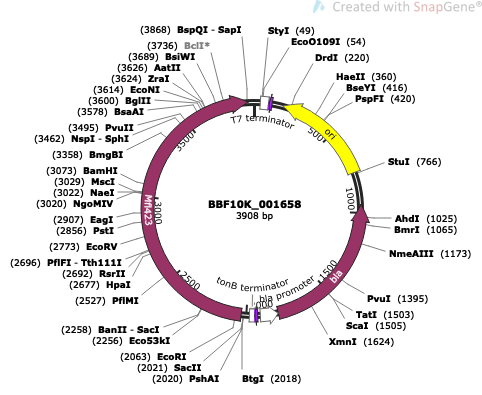 Created with SnapGene®
(3868) BspQI - SapI
(3736) BclI*
(3689) BsiWI
(3626) AatII
(3624) ZraI
(3614) EcoNI
(3600) BglII
(3578) BsaAI
(3495) PvuII
(3462) NspI - SphI
(3358) BmgBI
(3073) BamHI
(3029) MscI
(3022) NaeI
(3020) NgoMIV
(2907) EagI
(2856) PstI
(2773) EcoRV
(2696) PflFI - Tth111I
(2692) RsrII
(2677) HpaI
(2527) PflMI
(2258) BanII - SacI
(2256) Eco53kI
(2063) EcoRI
(2021) SacII
(2020) PshAI
BtgI (2018)
StyI (49)
EcoO109I (54)
DrdI (220)
HaeII (360)
BseYI (416)
PspFI (420)
StuI (766)
AhdI (1025)
BmrI (1065)
NmeAIII (1173)
PvuI (1395)
TatI (1503)
ScaI (1505)
XmnI (1624)
T7 terminator
ori
500
1000
1500
2500
3000
3500
bla
bla promoter
tonB terminator
BBF10K_001658
3908 bp